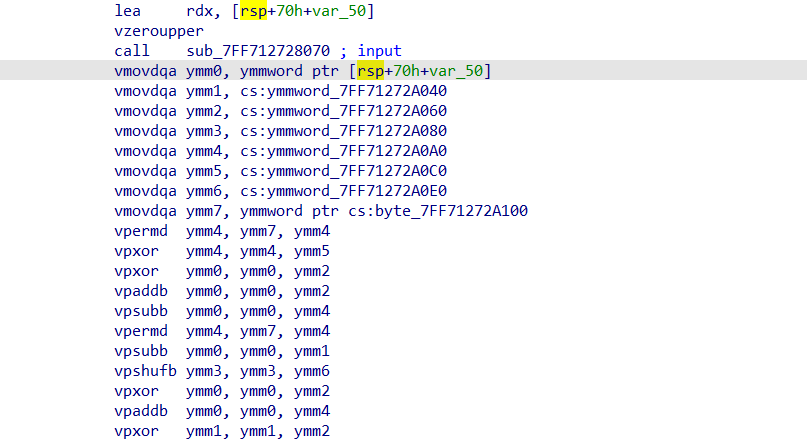 lea rdx, [rsp+70h+var_50]
vzeroupper
call sub_7FF712728070 ; input
vmovdqa ymm0, ymmword ptr [rsp+70h+var_50]
vmovdqa ymm1, cs:ymmword_7FF71272A040
vmovdqa ymm2, cs:ymmword_7FF71272A060
vmovdqa ymm3, cs:ymmword_7FF71272A080
vmovdqa ymm4, cs:ymmword_7FF71272A0A0
vmovdqa ymm5, cs:ymmword_7FF71272A0C0
vmovdqa ymm6, cs:ymmword_7FF71272A0E0
vmovdqa ymm7, ymmword ptr cs:byte_7FF71272A100
vpermd ymm4, ymm7, ymm4
vpxor ymm4, ymm4, ymm5
vpxor ymm0, ymm0, ymm2
vpaddb ymm0, ymm0, ymm2
vpsubb ymm0, ymm0, ymm4
vpermd ymm4, ymm7, ymm4
vpsubb ymm0, ymm0, ymm1
vpshufb ymm3, ymm3, ymm6
vpxor ymm0, ymm0, ymm2
vpaddb ymm0, ymm0, ymm4
vpxor ymm1, ymm1, ymm2